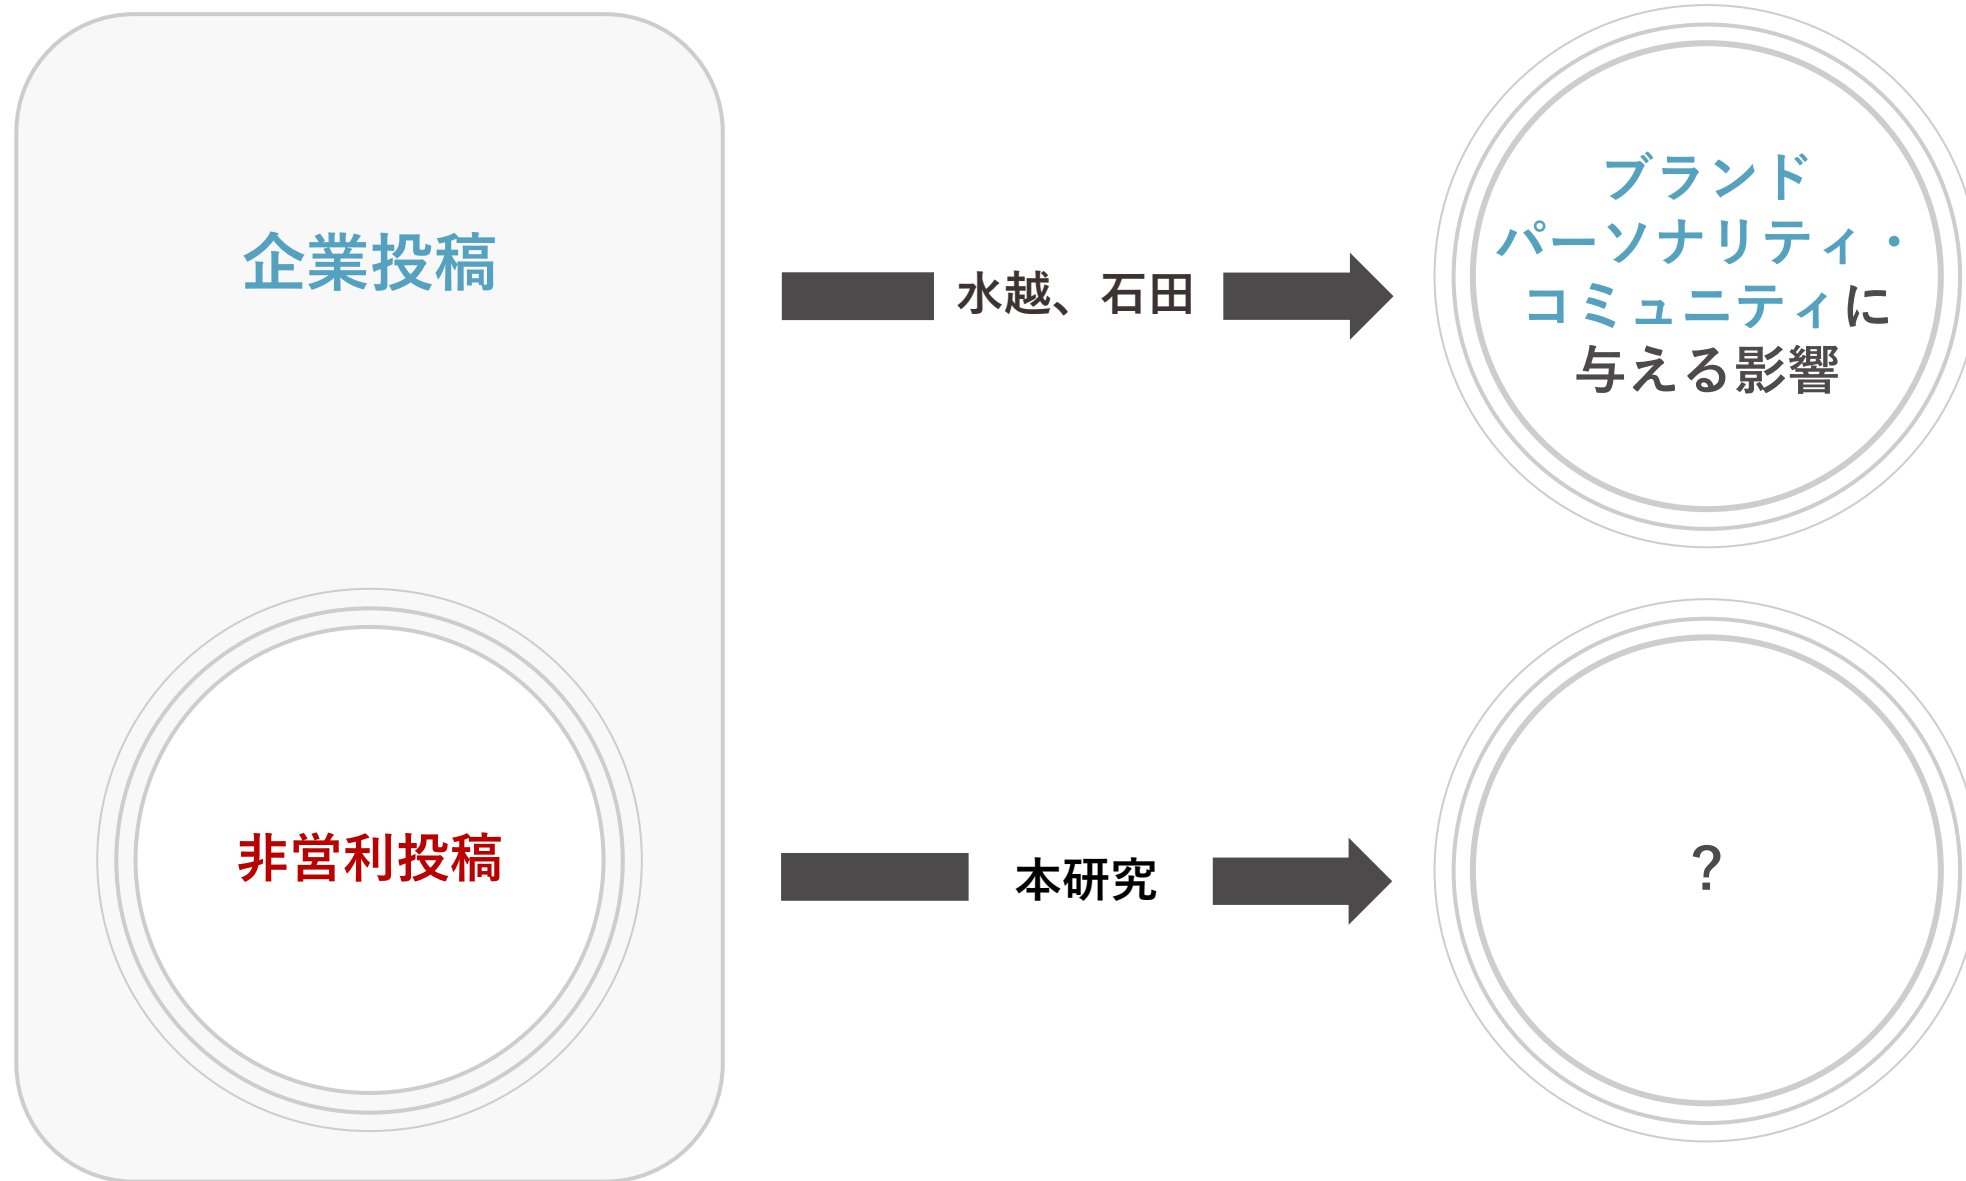 企業投稿
水越、石田
ブランド
パーソナリティ・
コミュニティに
与える影響
非営利投稿
本研究
？